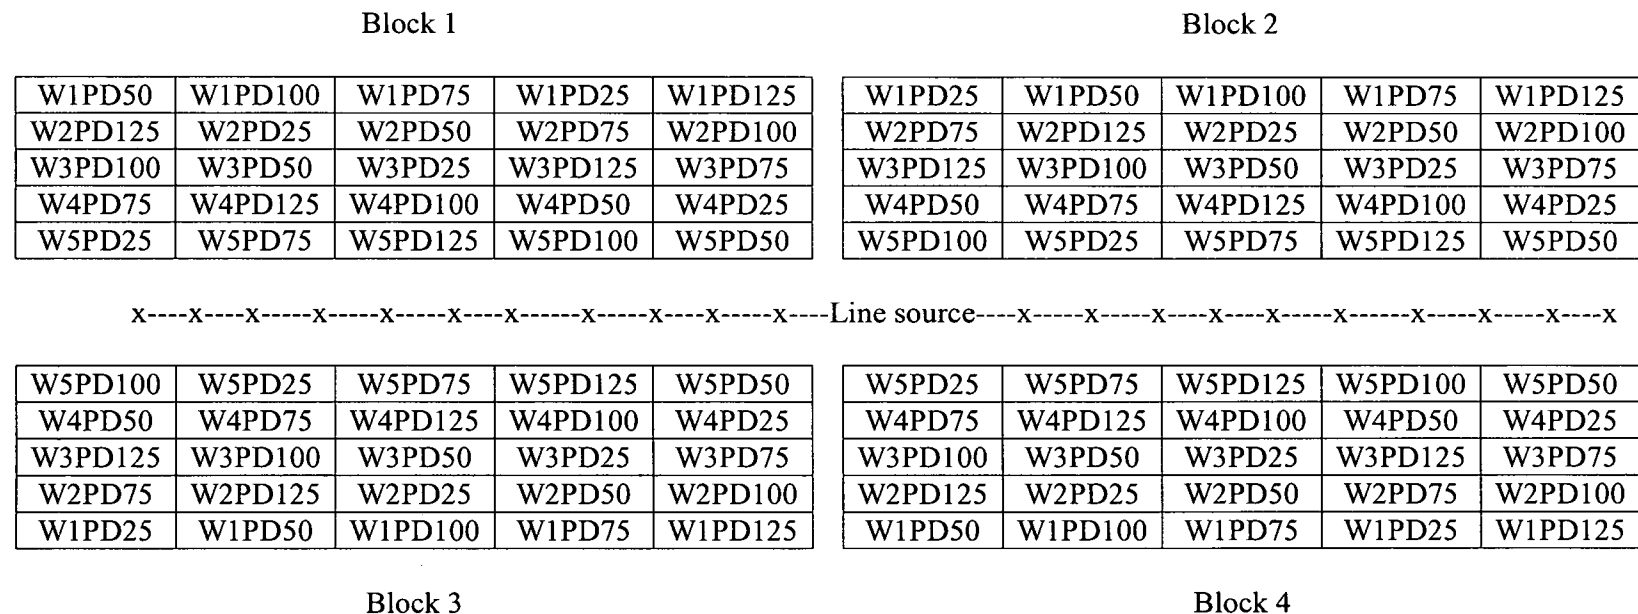 Block 1 Block 2
W1PD50 W1PD100 W1PD75 W1PD25 W1PD125 W1PD25 W1PD50 W1PD100 W1PD75 W1PD125
W2PD125 W2PD25 W2PD50 W2PD75 W2PD100 W2PD75 W2PD125 W2PD25 W2PD50 W2PD100
W3PD100 W3PD50 W3PD25 W3PD125 W3PD75 W3PD125 W3PD100 W3PD50 W3PD25 W3PD75
W4PD75 W4PD125 W4PD100 W4PD50 W4PD25 W4PD50 W4PD75 W4PD125 W4PD100 W4PD25
W5PD25 W5PD75 W5PD125 W5PD100 W5PD50 W5PD100 W5PD25 W5PD75 W5PD125 W5PD50
x----x----x-----x-----x----x----x------x-----x----x-----x----Line source----x-----x-----x----x----x-----x------x-----x-----x----x
W5PD100 W5PD25 W5PD75 W5PD125 W5PD50 W5PD25 W5PD75 W5PD125 W5PD100 W5PD50
W4PD50 W4PD75 W4PD125 W4PD100 W4PD25 W4PD75 W4PD125 W4PD100 W4PD50 W4PD25
W3PD125 W3PD100 W3PD50 W3PD25 W3PD75 W3PD100 W3PD50 W3PD25 W3PD125 W3PD75
W2PD75 W2PD125 W2PD25 W2PD50 W2PD100 W2PD125 W2PD25 W2PD50 W2PD75 W2PD100
W1PD25 W1PD50 W1PD100 W1PD75 W1PD125 W1PD50 W1PD100 W1PD75 W1PD25 W1PD125
Block 3 Block 4